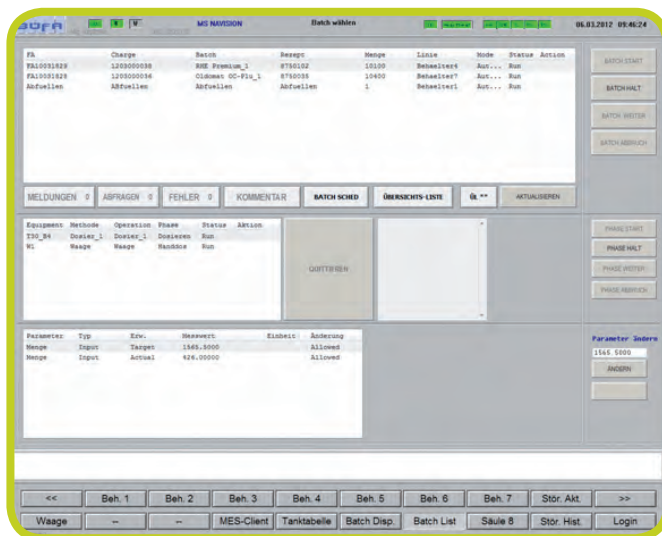 BÜFA MS NAVISION Batch wählen 06.03.2012 09:46:24
FA Charge Batch Rezept Menge Linie Mode Status Action
FA10031829 1203000038 RHE Premium_1 8750102 10100 Behaelter6 Aut... Run
FA10031828 1203000036 Oldomat GC-Flu_1 8750035 10400 Behaelter7 Aut... Run
Abfuellen ABfuellen Abfuellen Abfuellen 1 Behaelter1 Aut... Run
BATCH START
BATCH HALT
BATCH WEITER
BATCH ABBRUCH
MELDUNGEN 0 ABFRAGEN 0 FEHLER 0 KOMMENTAR BATCH SCHED ÜBERSICHTS-LISTE ÜL ** AKTUALISIEREN
Equipment Methode Operation Phase Status Aktion
T30_B4 Dosier_1 Dosier_1 Dosieren Run
W1 Waage Waage Handdos Run
QUITTIEREN
PHASE START
PHASE HALT
PHASE WEITER
PHASE ABBRUCH
Parameter Typ Erw. Messwert Einheit Änderung
Menge Input Target 1565.5000 Allowed
Menge Input Actual 626.00000 Allowed
Parameter ändern
1565.5000
ÄNDERN
<< Beh. 1 Beh. 2 Beh. 3 Beh. 4 Beh. 5 Beh. 6 Beh. 7 Stör. Akt. >>
Waage -- -- MES-Client Tanktabelle Batch Disp. Batch List Säule 8 Stör. Hist. Login